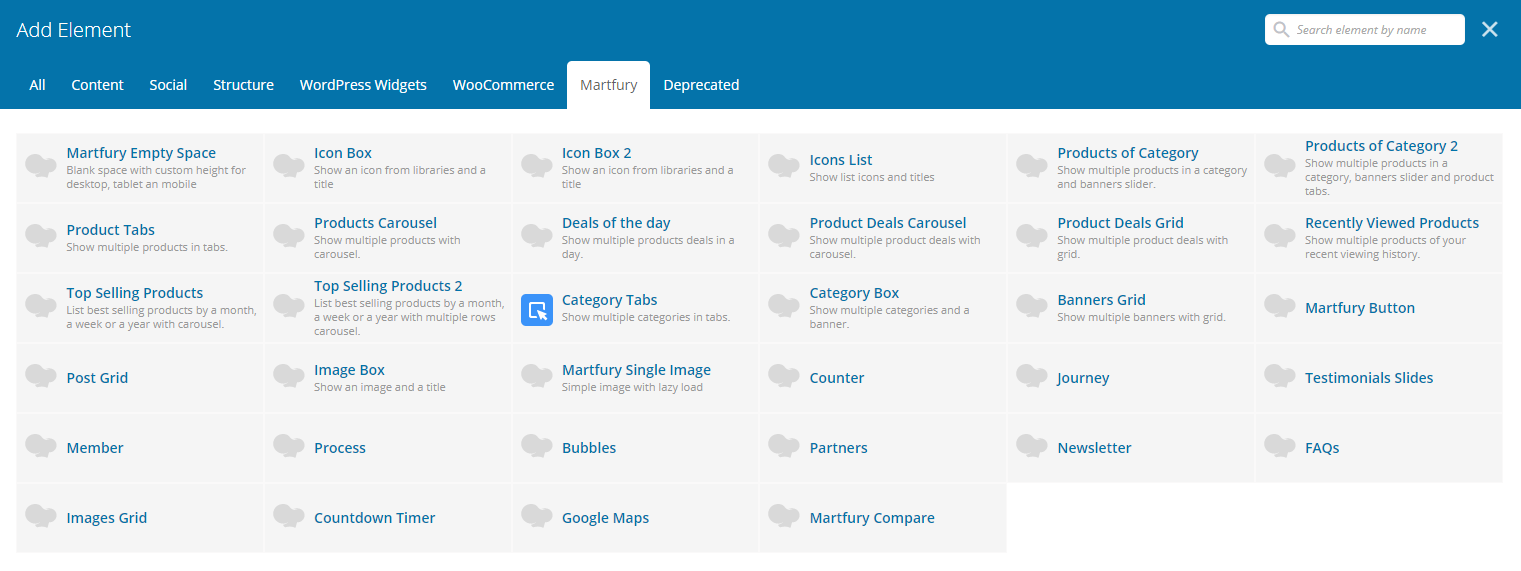 Add Element
Search element by name
All
Content
Social
Structure
WordPress Widgets
WooCommerce
Martfury
Deprecated
Martfury Empty Space
Blank space with custom height for
desktop, tablet an mobile
Icon Box
Show an icon from libraries and a
title
Icon Box 2
Show an icon from libraries and a
title
Icons List
Show list icons and titles
Products of Category
Show multiple products in a category
and banners slider.
Products of Category 2
Show multiple products in a
category, banners slider and product
tabs.
Product Tabs
Show multiple products in tabs.
Products Carousel
Show multiple products with
carousel.
Deals of the day
Show multiple products deals in a
day.
Product Deals Carousel
Show multiple product deals with
carousel.
Product Deals Grid
Show multiple product deals with
grid.
Recently Viewed Products
Show multiple products of your
recent viewing history.
Top Selling Products
List best selling products by a month,
a week or a year with carousel.
Top Selling Products 2
List best selling products by a month,
a week or a year with multiple rows
carousel.
Category Tabs
Show multiple categories in tabs.
Category Box
Show multiple categories and a
banner.
Banners Grid
Show multiple banners with grid.
Martfury Button
Post Grid
Image Box
Show an image and a title
Martfury Single Image
Simple image with lazy load
Counter
Journey
Testimonials Slides
Member
Process
Bubbles
Partners
Newsletter
FAQs
Images Grid
Countdown Timer
Google Maps
Martfury Compare